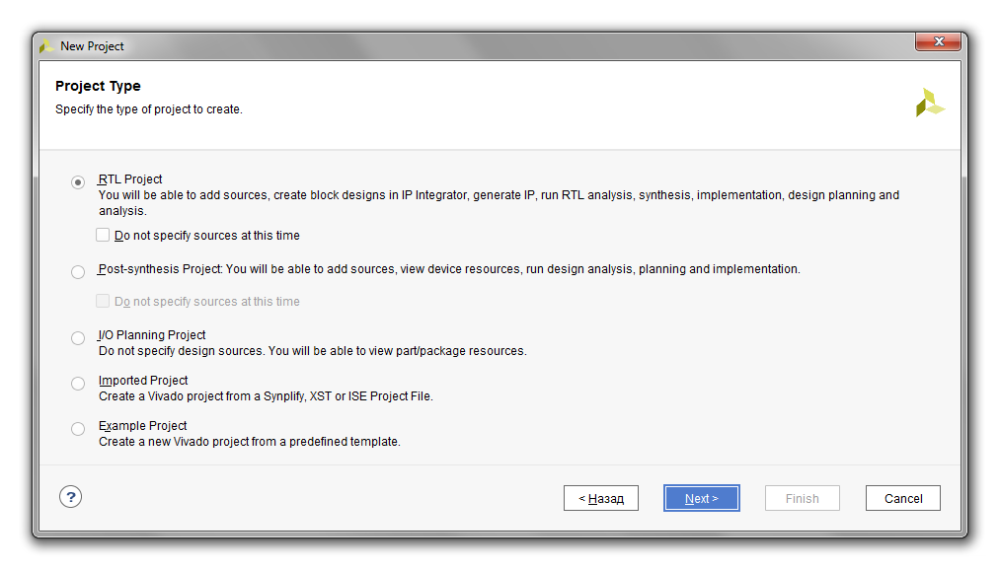 New Project
Project Type
Specify the type of project to create.
RTL Project
You will be able to add sources, create block designs in IP Integrator, generate IP, run RTL analysis, synthesis, implementation, design planning and
analysis.
Do not specify sources at this time
Post-synthesis Project: You will be able to add sources, view device resources, run design analysis, planning and implementation.
Do not specify sources at this time
I/O Planning Project
Do not specify design sources. You will be able to view part/package resources.
Imported Project
Create a Vivado project from a Synplify, XST or ISE Project File.
Example Project
Create a new Vivado project from a predefined template.
? < Назад Next > Finish Cancel